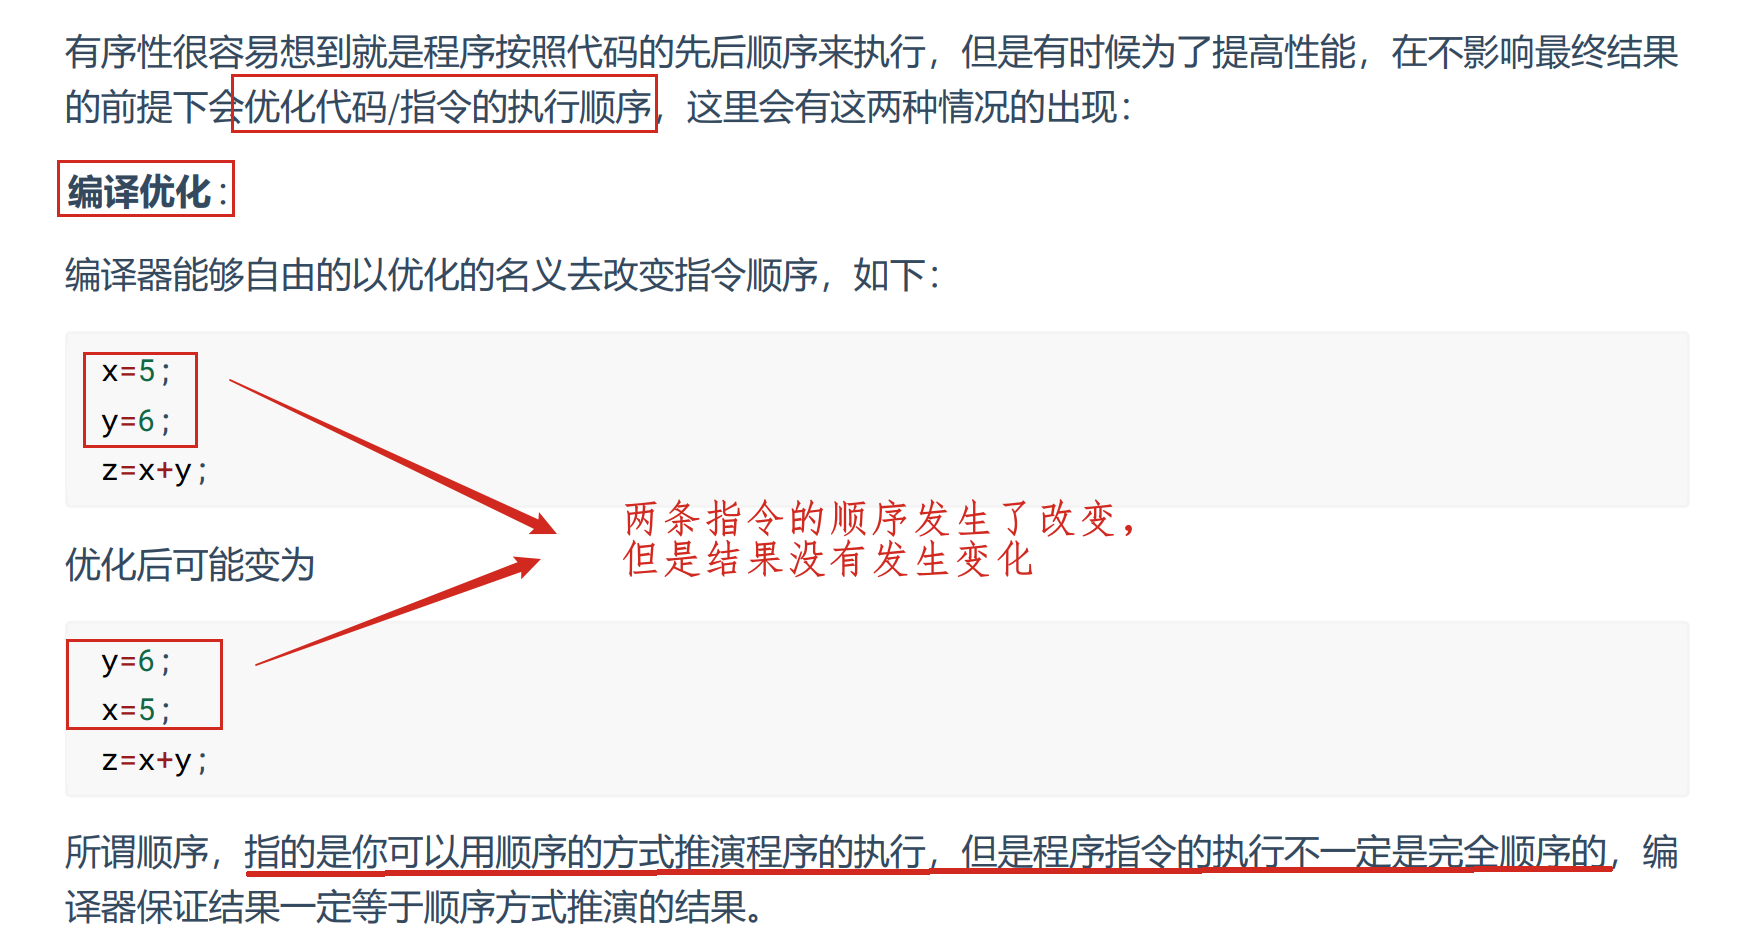 有序性很容易想到就是程序按照代码的先后顺序来执行，但是有时候为了提高性能，在不影响最终结果
的前提下会优化代码/指令的执行顺序，这里会有这两种情况的出现：
编译优化：
编译器能够自由的以优化的名义去改变指令顺序，如下：
x=5;
y=6;
z=x+y;
两条指令的顺序发生了改变，
但是结果没有发生变化
优化后可能变为
y=6;
x=5;
z=x+y;
所谓顺序，指的是你可以用顺序的方式推演程序的执行，但是程序指令的执行不一定是完全顺序的，编
译器保证结果一定等于顺序方式推演的结果。